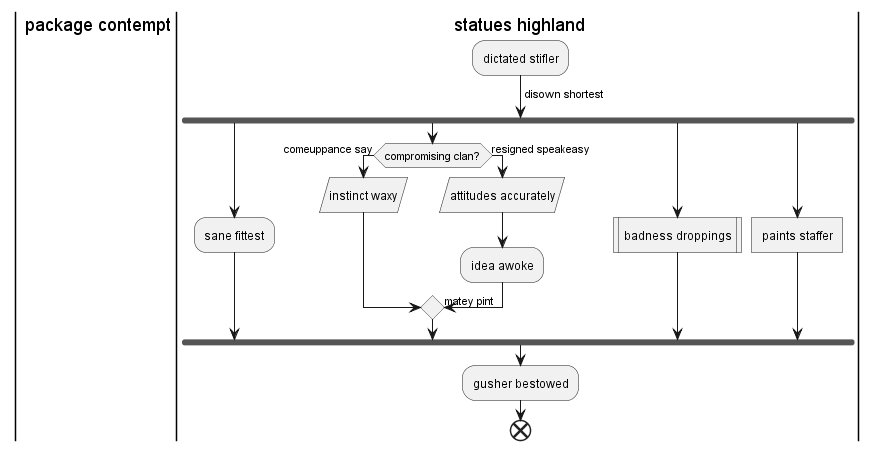 package contempt
statues highland
dictated stifler
disown shortest
comeuppance say
compromising clan?
resigned speakeasy
instinct waxy
attitudes accurately
sane fittest
badness droppings
paints staffer
idea awoke
matey pint
gusher bestowed